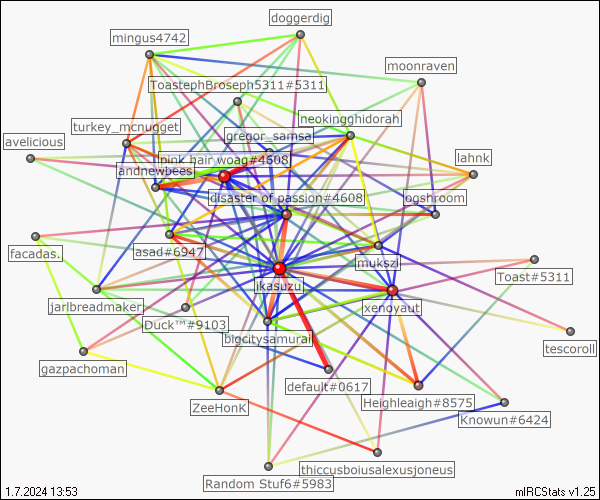 doggerdig
mingus4742
moonraven
ToastephBroseph5311#5311
neokingghidorah
turkey_mcnugget
gregor_samsa
avelicious
pink hair woag#4608
lahnk
andnewbees
disaster of passion#4608
ogshroom
facadas.
asad#6947
mukszi
Toast#5311
ikasuzu
jarlbreadmaker
xenoyaut
Duck™#9103
bigcitysamurai
tescoroll
gazpachoman
default#0617
ZeeHonK
Heighleaigh#8575
Knowun#6424
thiccusboiusalexusjoneus
Random Stuf6#5983
1.7.2024 13:53
mIRCStats v1.25